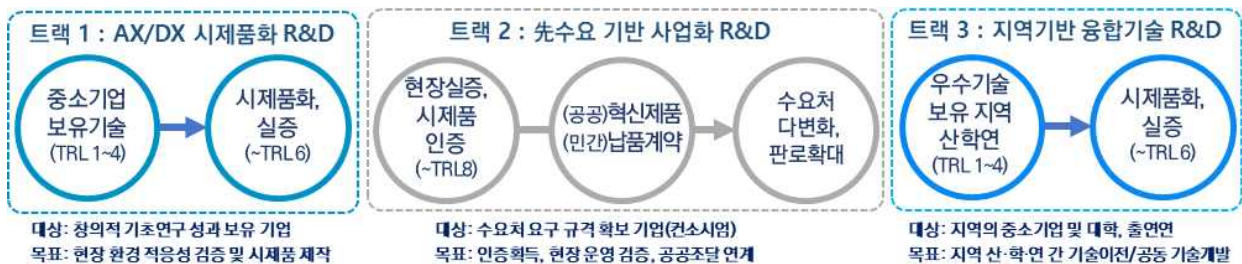 트랙 1 : AX/DX 시제품화 R&D
중소기업
보유기술
(TRL 1~4)
시제품화,
실증
(~TRL 6)
대상: 창의적 기초연구 성과 보유 기업
목표: 현장 환경 적응성 검증 및 시제품 제작
트랙 2 : 先수요 기반 사업화 R&D
현장실증,
시제품
인증
(~TRL8)
(공공)혁신제품
(민간)납품계약
수요처
다변화,
판로확대
대상: 수요처 요구 규격 확보 기업(컨소시엄)
목표: 인증획득, 현장 운영 검증, 공공조달 연계
트랙 3 : 지역기반 융합기술 R&D
우수기술
보유 지역
산학연
(TRL 1~4)
시제품화,
실증
(~TRL 6)
대상: 지역의 중소기업 및 대학, 출연연
목표: 지역 산·학·연 간 기술이전/공동 기술개발